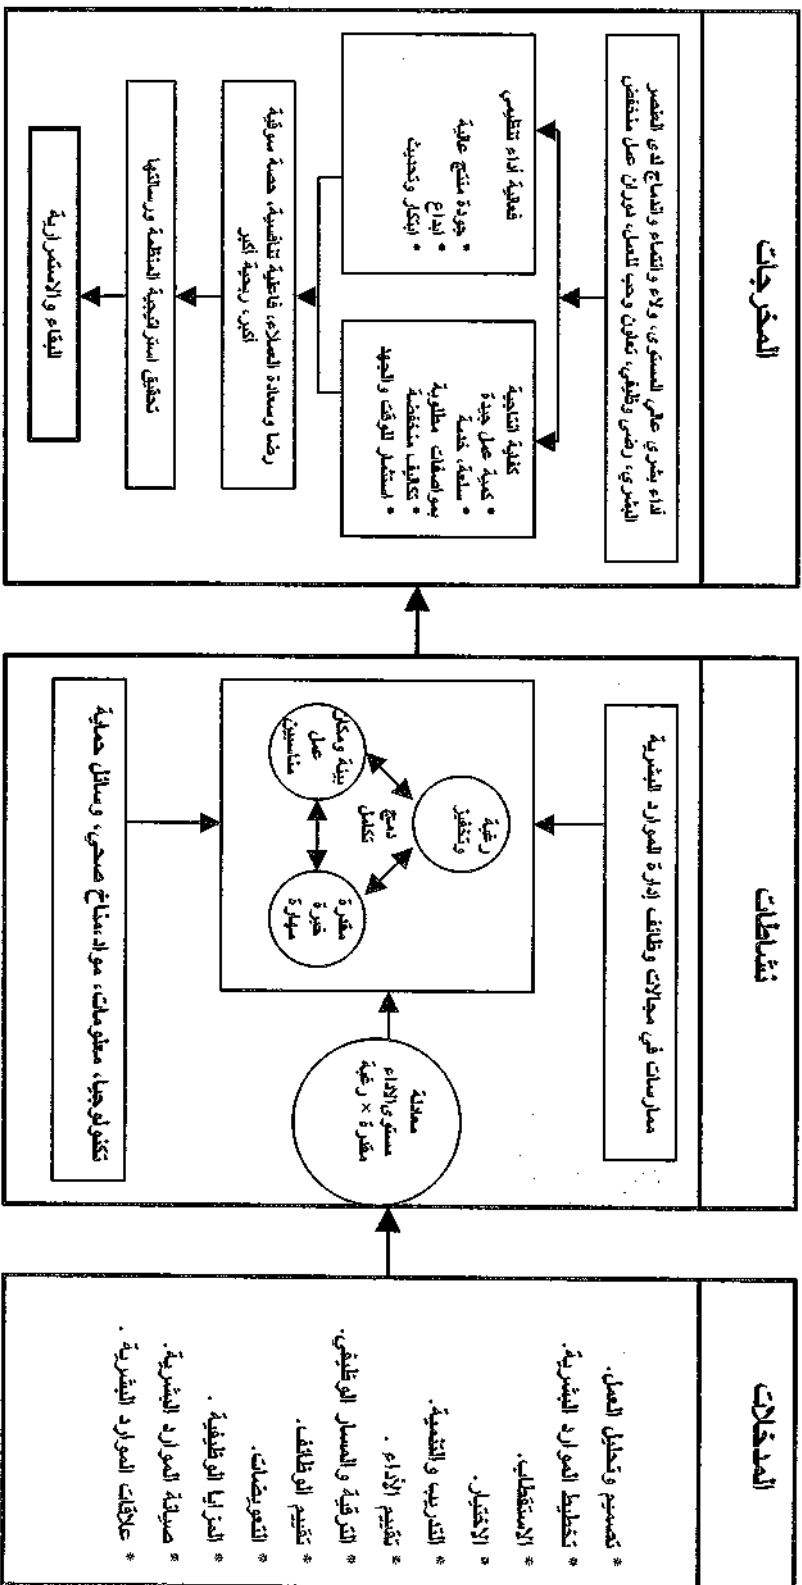 المدخلات
* تصميم وتحليل العمل.
* تخطيط الموارد البشرية.
* الاستقطاب.
* الاختيار.
* التدريب والتنمية.
* تقييم الأداء .
* الترقية والمسار الوظيفي.
* تقييم الوظائف.
* التعويضات.
* المزايا الوظيفية .
* صيانة الموارد البشرية.
* علاقات الموارد البشرية .
نشاطات
ممارسات في مجالات وظائف إدارة الموارد البشرية
معادلة
مستوى الاداء
مقدرة × رغبة
رغبة
وتحفيز
دمج
تكامل
مقدرة
خبرة
مهارة
بيئة ومكان
عمل
مناسبين
تكنولوجيا، معلومات، مواد،مناخ صحي، وسائل حماية
المخرجات
أداء بشري عالي المستوى، ولاء وانتماء واندماج لدى العنصر
البشري، رضى وظيفي، تعاون وحب للعمل، دوران عمل منخفض
كفاية انتاجية
* كمية عمل جيدة
* سلعة، خدمة
بمواصفات مطلوبة
* تكاليف منخفضة
* استثمار للوقت والجهد
فعالية أداء تنظيمي
* جودة منتج عالية
* ابداع
* ابتكار وتحديث
رضا وسعادة العملاء، فاعلية تنافسية، حصة سوقية
أكبر، ربحية أكبر
تحقيق استراتيجية المنظمة ورسالتها
البقاء والاستمرارية